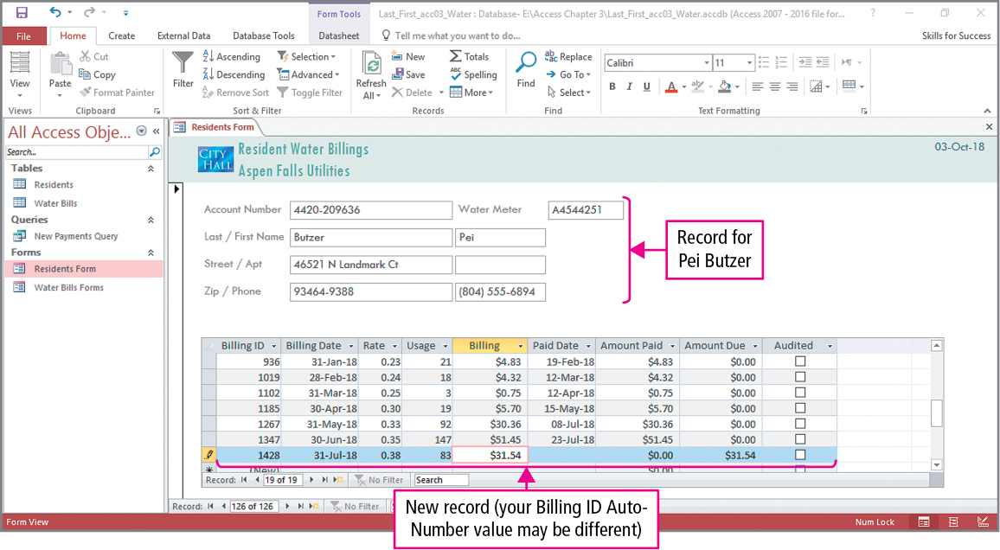 Form Tools
Last_First_acc03_Water : Database- E:\Access Chapter 3\Last_First_acc03_Water.accdb (Access 2007 - 2016 file for...
?
File Home Create External Data Database Tools Datasheet Tell me what you want to do... Skills for Success
View
Views
Paste
Cut
Copy
Format Painter
Clipboard
Filter
Ascending
Descending
Remove Sort
Selection
Advanced
Toggle Filter
Sort & Filter
Refresh
All
New
Save
Delete
Totals
Spelling
More
Records
Find
Replace
Go To
Select
Find
Calibri 11
B I U A
Text Formatting
All Access Obje...
Search...
Tables
Residents
Water Bills
Queries
New Payments Query
Forms
Residents Form
Water Bills Forms
Residents Form
CITY
HALL
Resident Water Billings
Aspen Falls Utilities
03-Oct-18
Account Number 4420-209636 Water Meter A4544251
Last / First Name Butzer Pei
Street / Apt 46521 N Landmark Ct
Zip / Phone 93464-9388 (804) 555-6894
Record for
Pei Butzer
Billing ID Billing Date Rate Usage Billing Paid Date Amount Paid Amount Due Audited
936 31-Jan-18 0.23 21 $4.83 19-Feb-18 $4.83 $0.00
1019 28-Feb-18 0.24 18 $4.32 12-Mar-18 $4.32 $0.00
1102 31-Mar-18 0.25 3 $0.75 12-Apr-18 $0.75 $0.00
1185 30-Apr-18 0.30 19 $5.70 15-May-18 $5.70 $0.00
1267 31-May-18 0.33 92 $30.36 08-Jul-18 $30.36 $0.00
1347 30-Jun-18 0.35 147 $51.45 23-Jul-18 $51.45 $0.00
1428 31-Jul-18 0.38 83 $31.54 $0.00 $31.54
(New) $0.00
Record: 19 of 19 No Filter Search
Record: 126 of 126 No Filter
New record (your Billing ID Auto-
Number value may be different)
Form View Num Lock